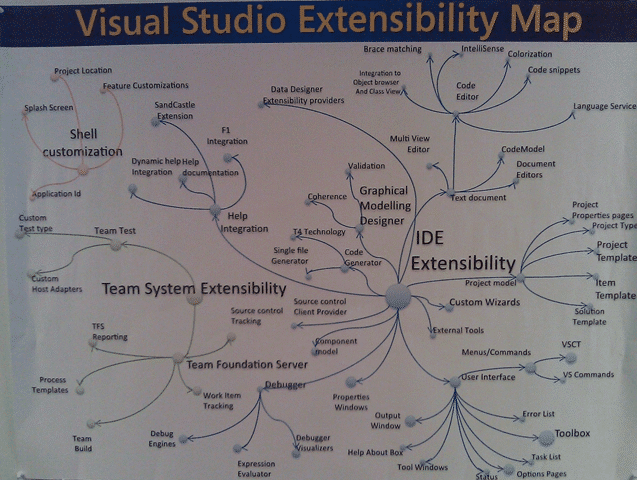 Visual Studio Extensibility Map
Project Location
Feature Customizations
Splash Screen
Shell
customization
Application Id
SandCastle
Extension
F1
Integration
Dynamic help
Integration
Help
documentation
Help
Integration
Data Designer
Extensibility providers
Brace matching
IntelliSense
Colorization
Integration to
Object browser
And Class View
Code
Editor
Code snippets
Language Service
Multi View
Editor
CodeModel
Document
Editors
Text document
Validation
Coherence
Graphical
Modelling
Designer
T4 Technology
Single file
Generator
Code
Generator
IDE
Extensibility
Project
Properties pages
Project Type
Project
Template
Item
Template
Solution
Template
Project model
Custom Wizards
External Tools
Custom
Test type
Team Test
Custom
Host Adapters
Team System Extensibility
Source control
Tracking
Source control
Client Provider
TFS
Reporting
Team Foundation Server
Process
Templates
Work Item
Tracking
Team
Build
Component
model
Debugger
Debug
Engines
Expression
Evaluator
Debugger
Visualizers
Properties
Windows
Menus/Commands
VSCT
VS Commands
User Interface
Output
Window
Help About Box
Tool Windows
Status
Options Pages
Task List
Toolbox
Error List